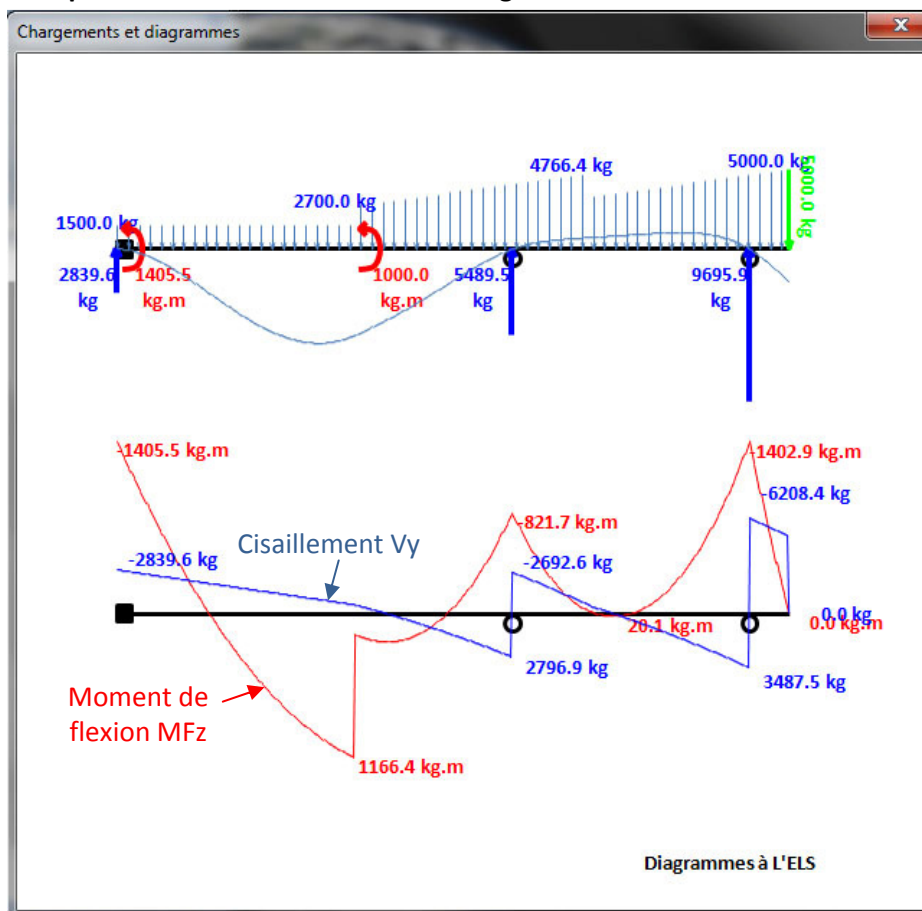 Chargements et diagrammes
x
4766.4 kg
5000.0 kg
5000.0 kg
2700.0 kg
1500.0 kg
2839.6
kg
1405.5
kg.m
1000.0
kg.m
5489.5
kg
9695.9
kg
-1405.5 kg.m
-1402.9 kg.m
-6208.4 kg
-821.7 kg.m
Cisaillement Vy
-2839.6 kg
-2692.6 kg
0.0 kg
20.1 kg.m
0.0 kg.m
2796.9 kg
3487.5 kg
Moment de
flexion MFz
1166.4 kg.m
Diagrammes à L'ELS